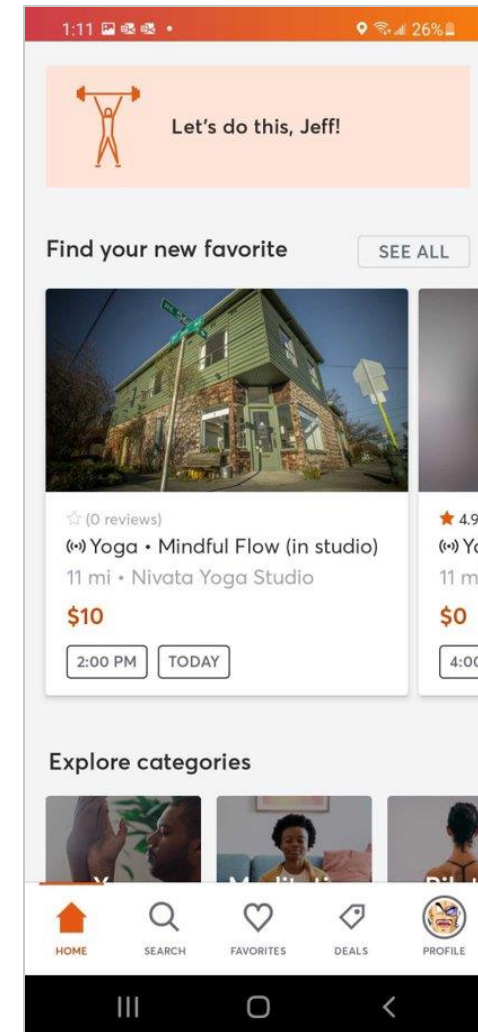 1:11
26%
Let's do this, Jeff!
Find your new favorite
SEE ALL
(0 reviews)
Yoga • Mindful Flow (in studio)
11 mi • Nivata Yoga Studio
$10
2:00 PM
TODAY
4.9
$0
Explore categories
HOME
SEARCH
FAVORITES
DEALS
PROFILE